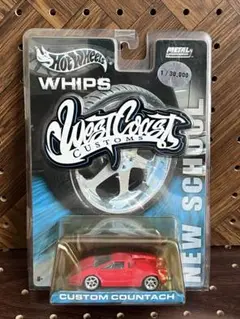 Hot Wheels
METAL
1 / 30,000
WHIPS
West Coast
CUSTOMS
NEW SCHOOL
CUSTOM COUNTACH